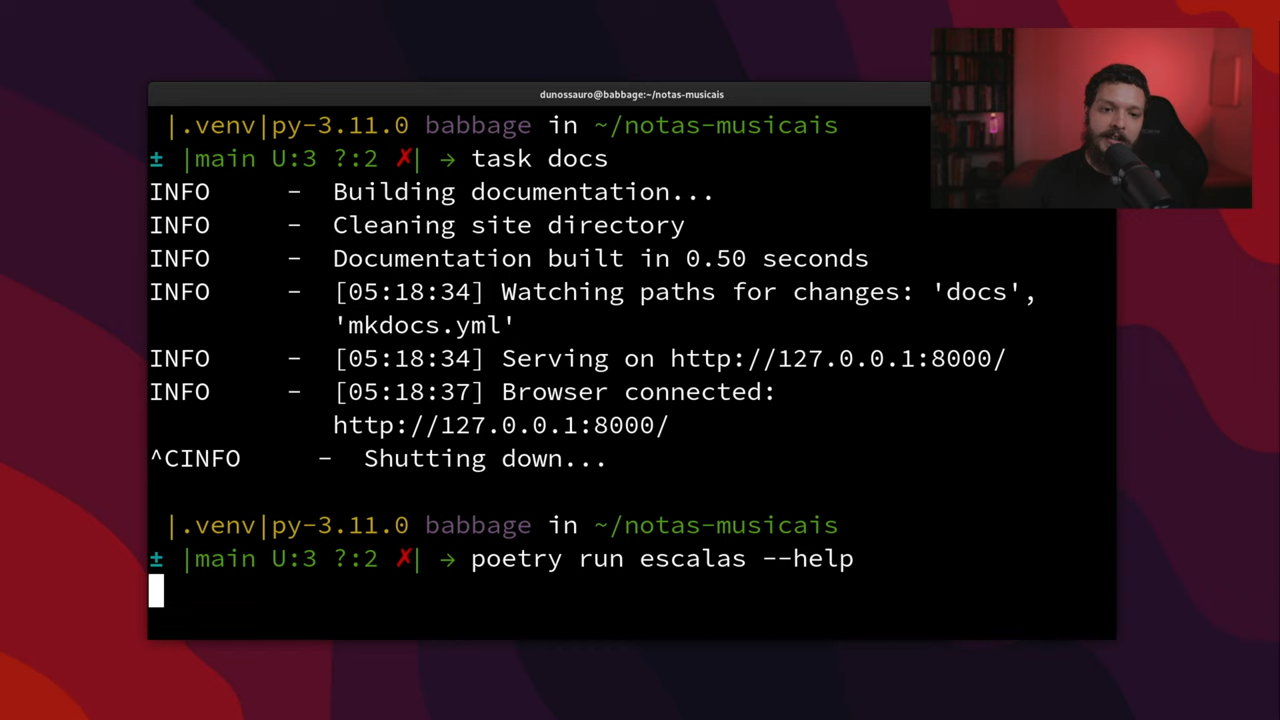 dunossauro@babbage:~/notas-musicais
|.venv|py-3.11.0 babbage in ~/notas-musicais
± |main U:3 ?:2 ✗| → task docs
INFO - Building documentation...
INFO - Cleaning site directory
INFO - Documentation built in 0.50 seconds
INFO - [05:18:34] Watching paths for changes: 'docs',
'mkdocs.yml'
INFO - [05:18:34] Serving on http://127.0.0.1:8000/
INFO - [05:18:37] Browser connected:
http://127.0.0.1:8000/
^CINFO - Shutting down...
|.venv|py-3.11.0 babbage in ~/notas-musicais
± |main U:3 ?:2 ✗| → poetry run escalas --help